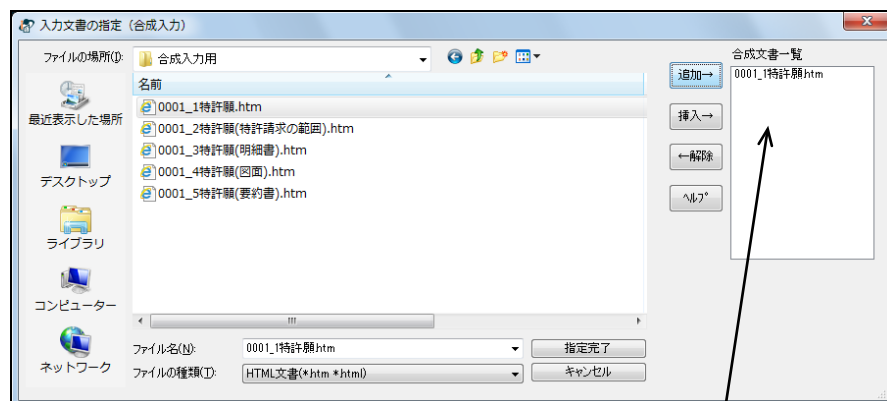 入力文書の指定（合成入力）
ファイルの場所(I):
合成入力用
合成文書一覧
名前
追加→
0001_1特許願.htm
0001_1特許願.htm
最近表示した場所
0001_2特許願(特許請求の範囲).htm
挿入→
0001_3特許願(明細書).htm
←解除
デスクトップ
0001_4特許願(図面).htm
0001_5特許願(要約書).htm
ﾍﾙﾌﾟ
ライブラリ
コンピューター
ネットワーク
ファイル名(N):
0001_1特許願.htm
指定完了
ファイルの種類(T):
HTML文書(*.htm *.html)
キャンセル